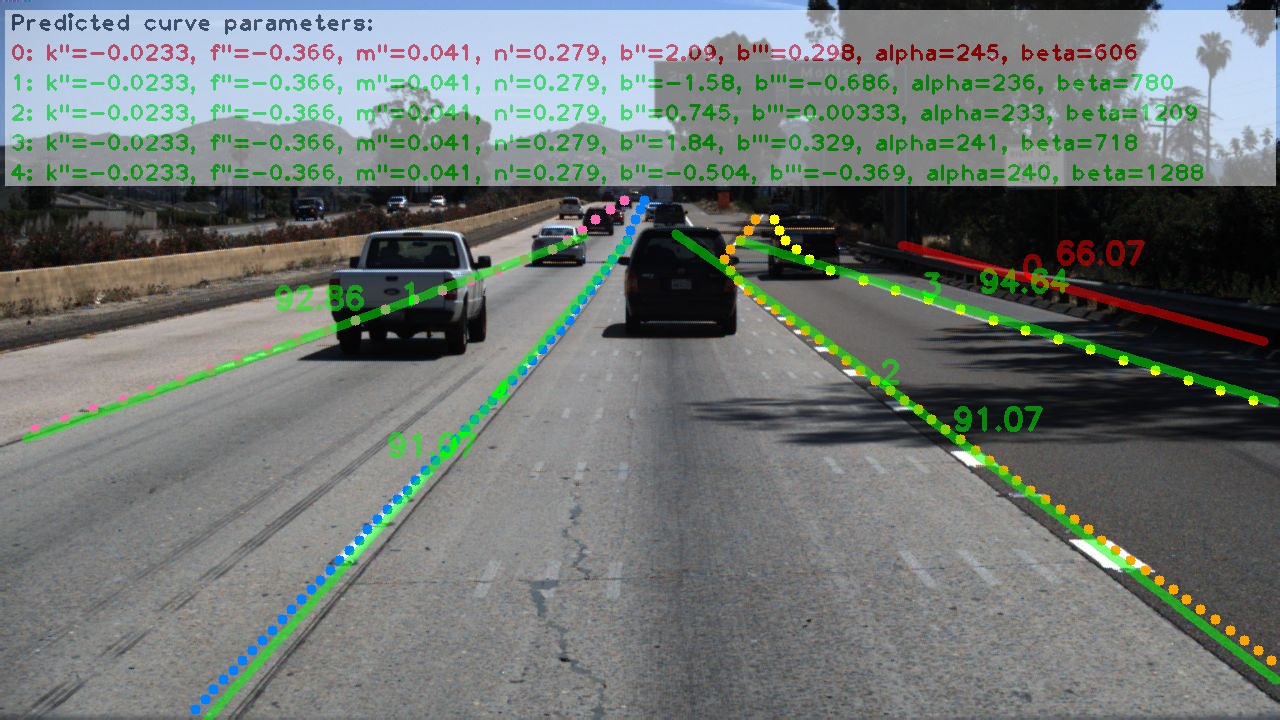 Predicted curve parameters:
0: k''=-0.0233, f''=-0.366, m''=0.041, n'=0.279, b''=2.09, b'''=0.298, alpha=245, beta=606
1: k''=-0.0233, f''=-0.366, m''=0.041, n'=0.279, b''=-1.58, b'''=-0.686, alpha=236, beta=780
2: k''=-0.0233, f''=-0.366, m''=0.041, n'=0.279, b''=0.745, b'''=0.00333, alpha=233, beta=1209
3: k''=-0.0233, f''=-0.366, m''=0.041, n'=0.279, b''=1.84, b'''=0.329, alpha=241, beta=718
4: k''=-0.0233, f''=-0.366, m''=0.041, n'=0.279, b''=-0.504, b'''=-0.369, alpha=240, beta=1288
0 66.07
3 94.64
92.86 1
2
91.07
91.07